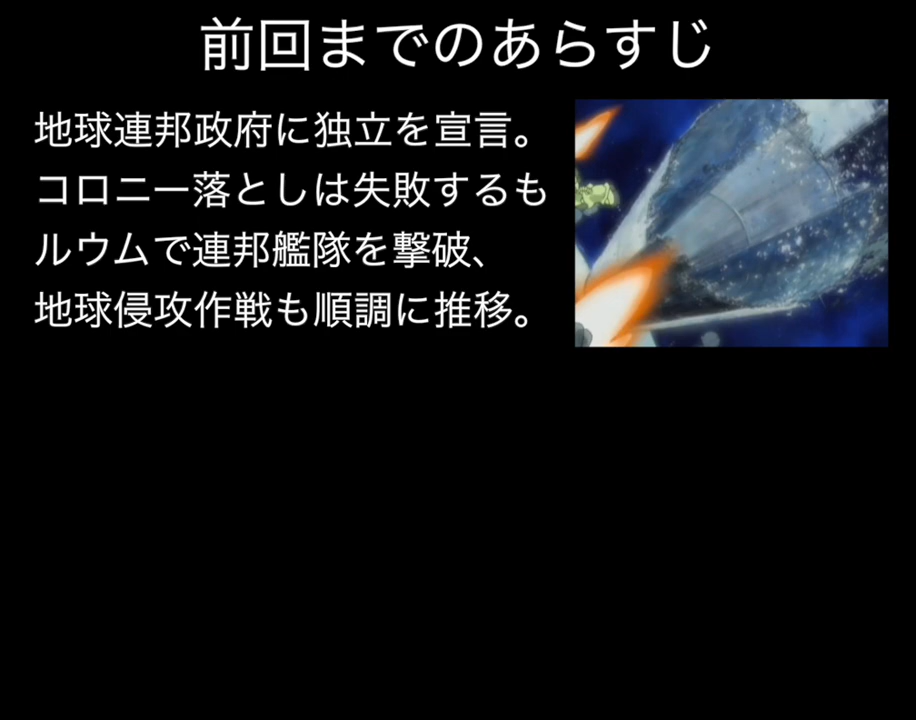 前回までのあらすじ
地球連邦政府に独立を宣言。
コロニー落としは失敗するも
ルウムで連邦艦隊を撃破、
地球侵攻作戦も順調に推移。